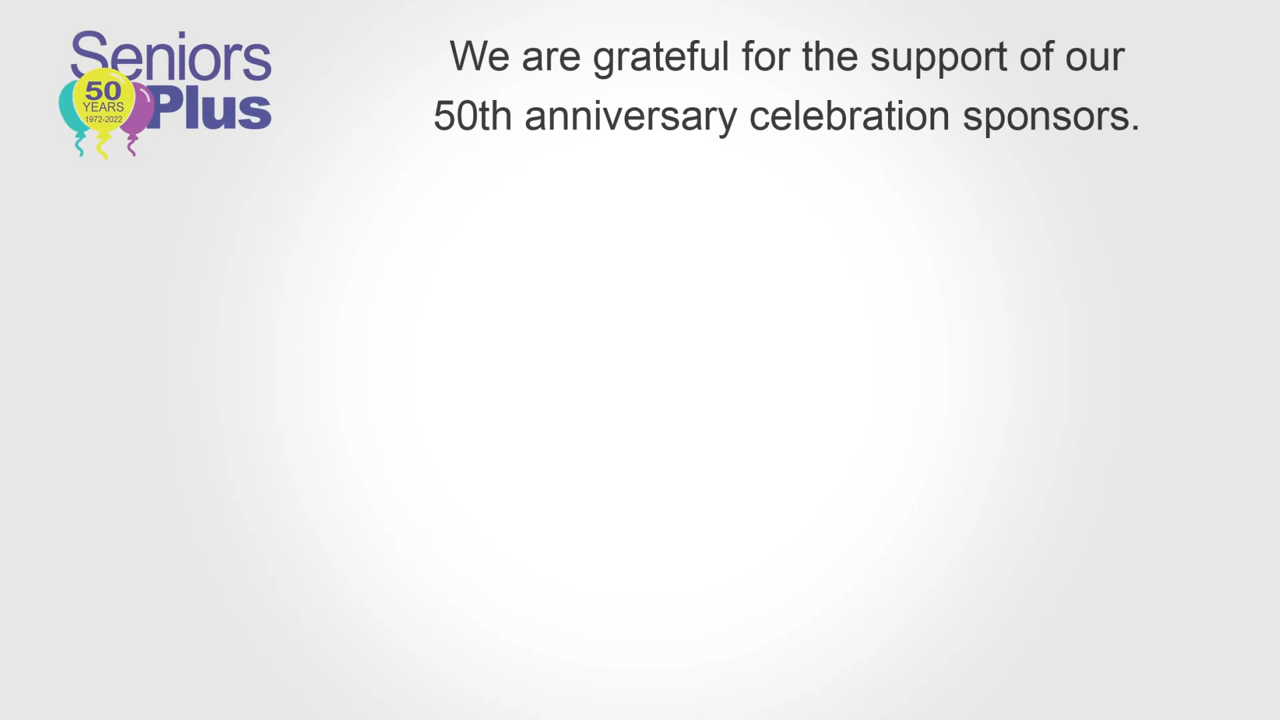 Seniors
Plus
50
YEARS
1972-2022
We are grateful for the support of our
50th anniversary celebration sponsors.